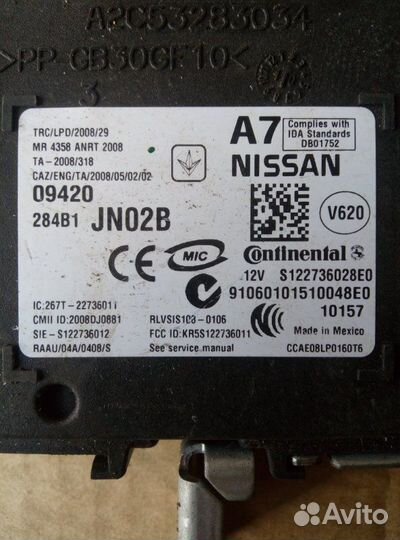 A2C53283034
>PP-GB30GF10<
3
TRC/LPD/2008/29
MR 4358 ANRT 2008
TA-2008/318
CAZ/ENG/TA/2008/05/02/02
09420
284B1 JN02B
A7
Complies with
IDA Standards
DB01752
NISSAN
V620
CE
MIC
Continental
12V S122736028E0
91060101510048E0
10157
IC:267T-22736011
CMII ID:2008DJ0881
SIE-S122736012
RAAU/04A/0408/S
RLVSIS108-0106
FCC ID:KR5S122736011
See service manual
Made in Mexico
CCAE08LP0160T6
Avito